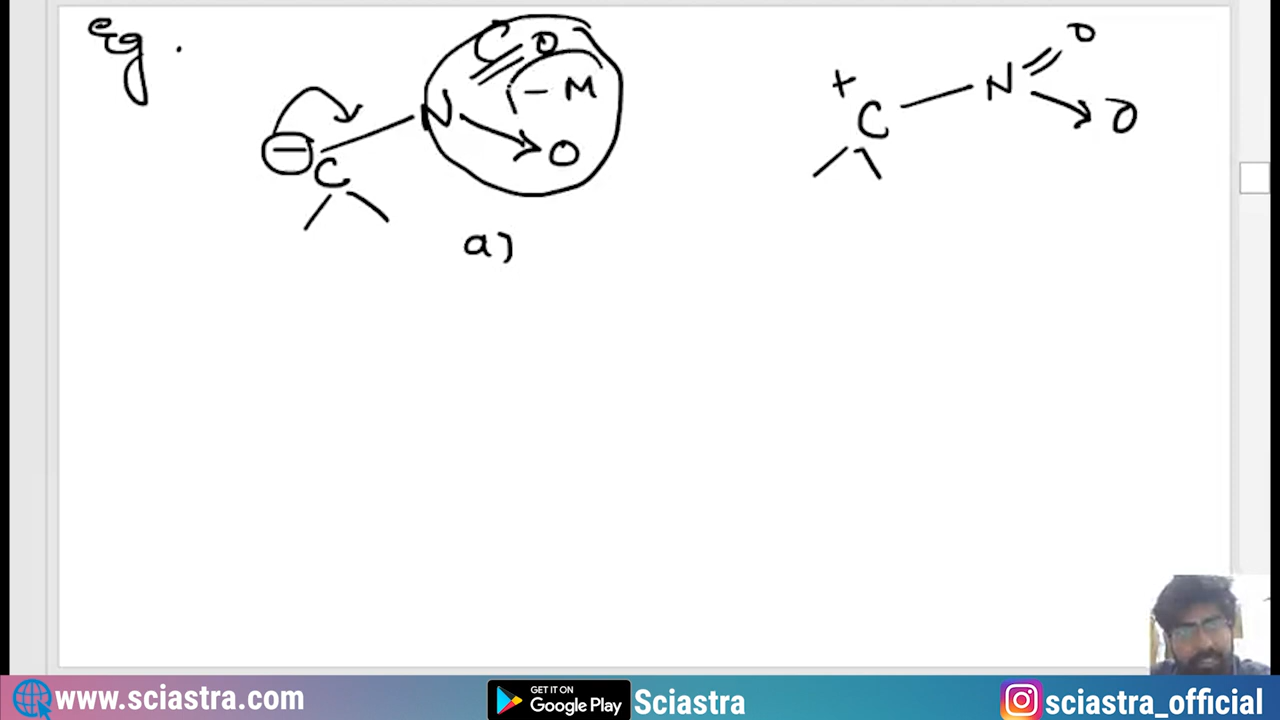 Eg.
O
- M
N
O
C
a)
O
+
N
C
O
www.sciastra.com
GET IT ON
Google Play
Sciastra
sciastra_official